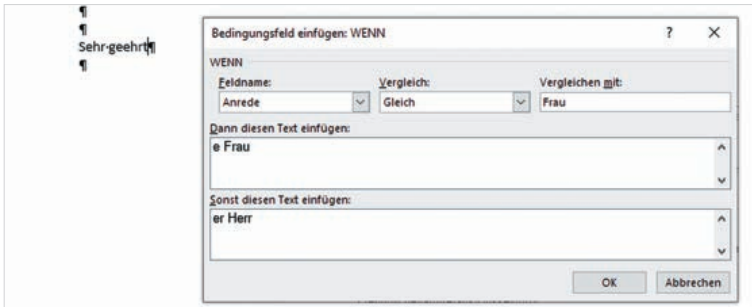 ¶
¶
Sehr·geehrt¶
¶
Bedingungsfeld einfügen: WENN ? ×
WENN
Feldname: Vergleich: Vergleichen mit:
Anrede Gleich Frau
Dann diesen Text einfügen:
e Frau
Sonst diesen Text einfügen:
er Herr
OK Abbrechen